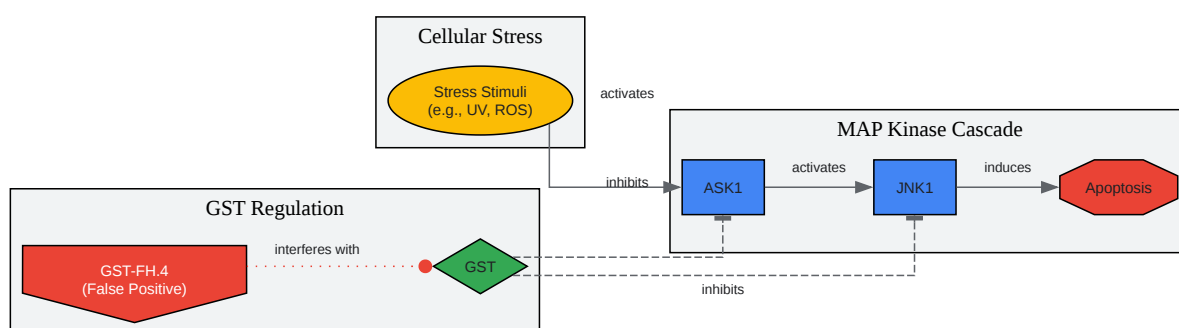 Cellular Stress
Stress Stimuli
(e.g., UV, ROS)
activates
MAP Kinase Cascade
inhibits
ASK1
activates
JNK1
induces
Apoptosis
GST Regulation
interferes with
GST-FH.4
(False Positive)
GST
inhibits